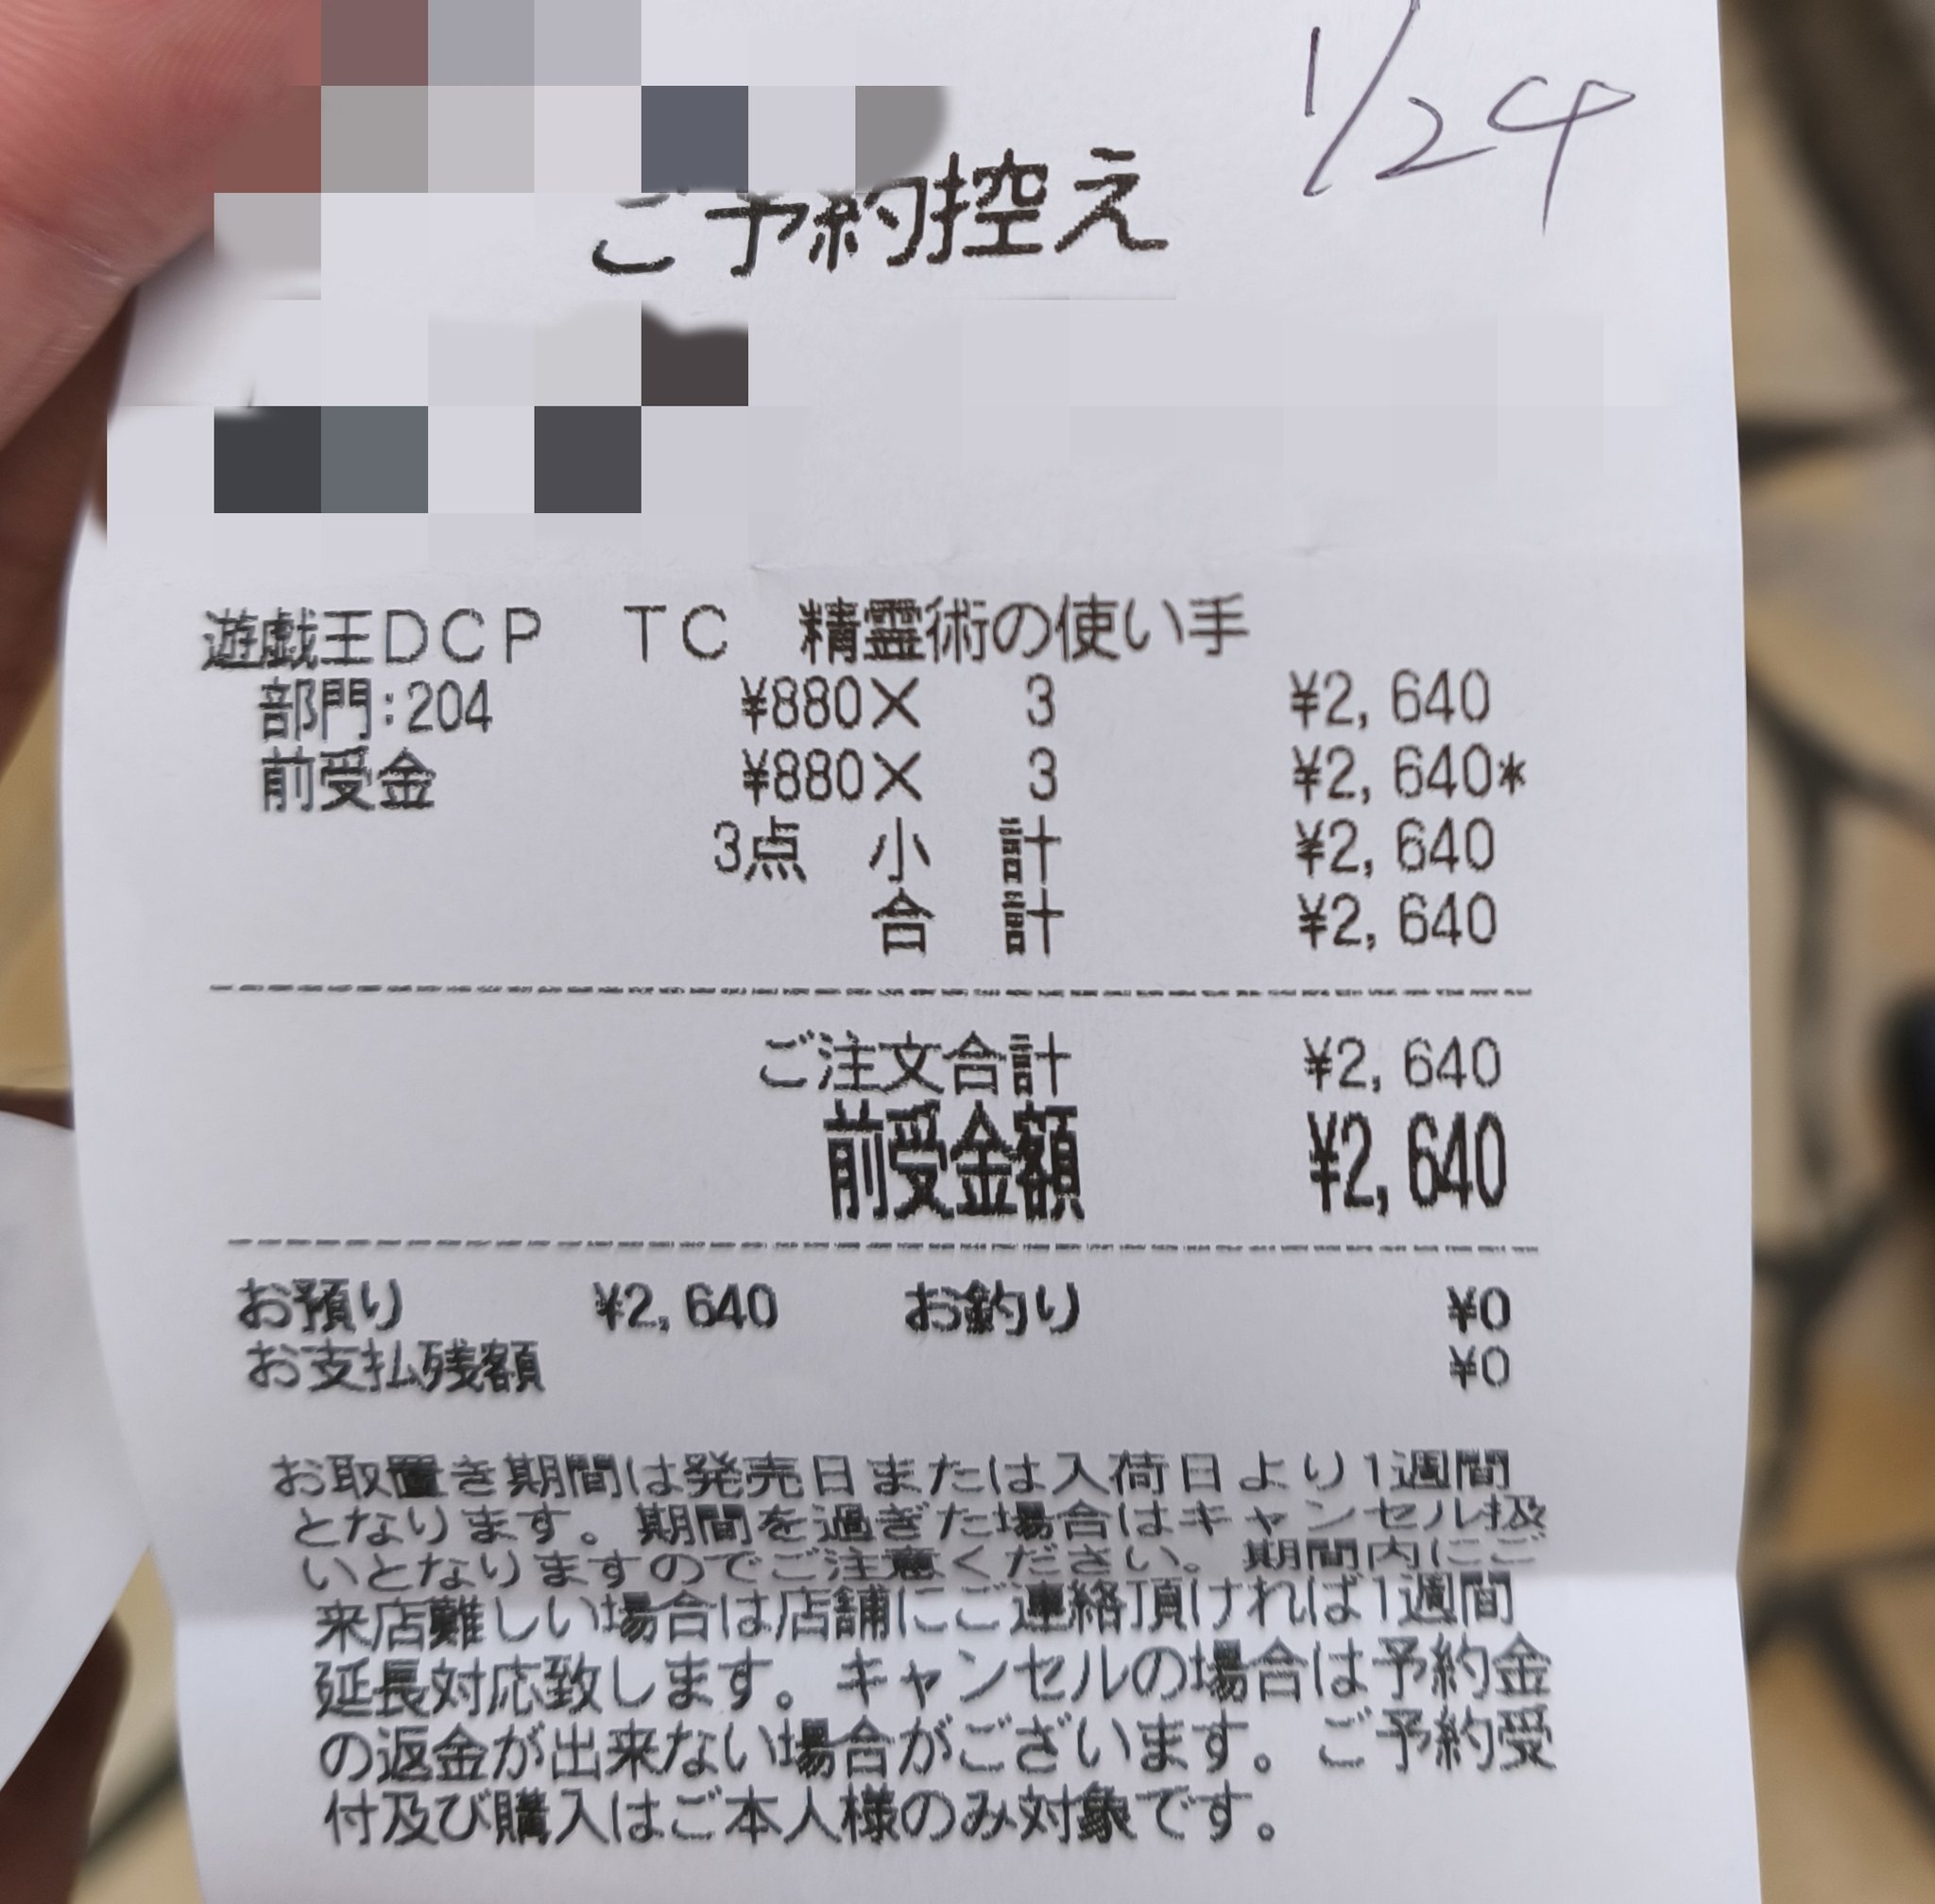 1/24
ご予約控え
遊戯王DCP TC 精霊術の使い手
部門:204 ¥880× 3 ¥2,640
前受金 ¥880× 3 ¥2,640*
3点 小 計 ¥2,640
合 計 ¥2,640
ご注文合計 ¥2,640
前受金額 ¥2,640
お預り ¥2,640 お釣り ¥0
お支払残額 ¥0
お取置き期間は発売日または入荷日より1週間
となります。期間を過ぎた場合はキャンセル扱
いとなりますのでご注意ください。期間内にご
来店難しい場合は店舗にご連絡頂ければ1週間
延長対応致します。キャンセルの場合は予約金
の返金が出来ない場合がございます。ご予約受
付及び購入はご本人様のみ対象です。